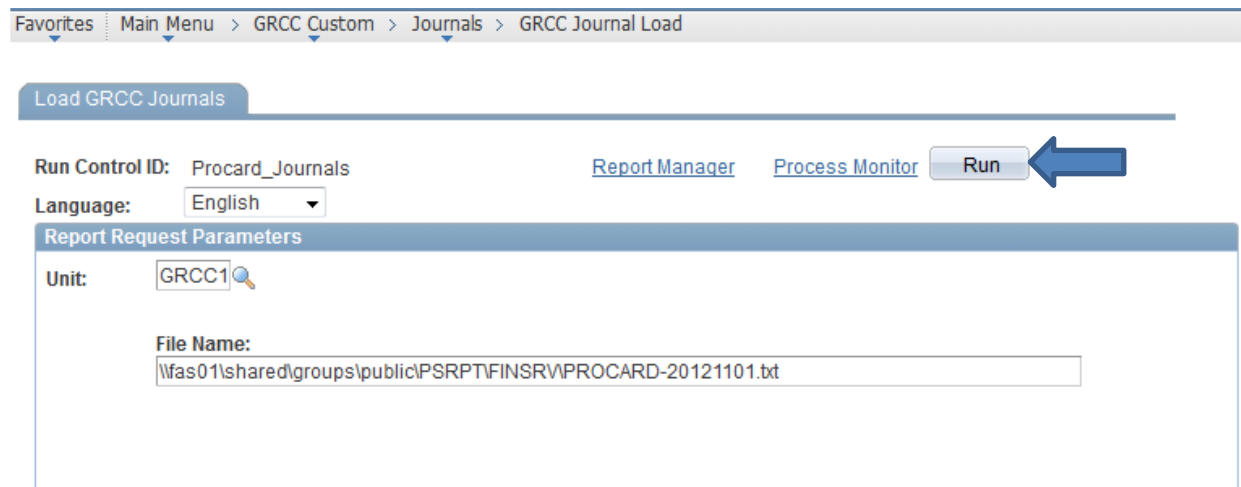 Favorites Main Menu > GRCC Custom > Journals > GRCC Journal Load
Load GRCC Journals
Run Control ID: Procard_Journals Report Manager Process Monitor Run
Language: English
Report Request Parameters
Unit: GRCC1
File Name:
\\fas01\shared\groups\public\PSRPT\FINSRV\PROCARD-20121101.txt